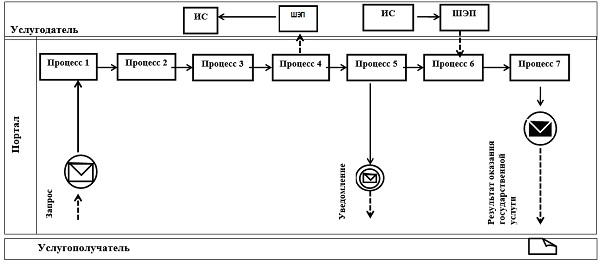 ИС
ШЭП
ИС
ШЭП
Услугодатель
Портал
Процесс 1
Процесс 2
Процесс 3
Процесс 4
Процесс 5
Процесс 6
Процесс 7
Запрос
Уведомление
Результат оказания
государственной
услуги
Услугополучатель